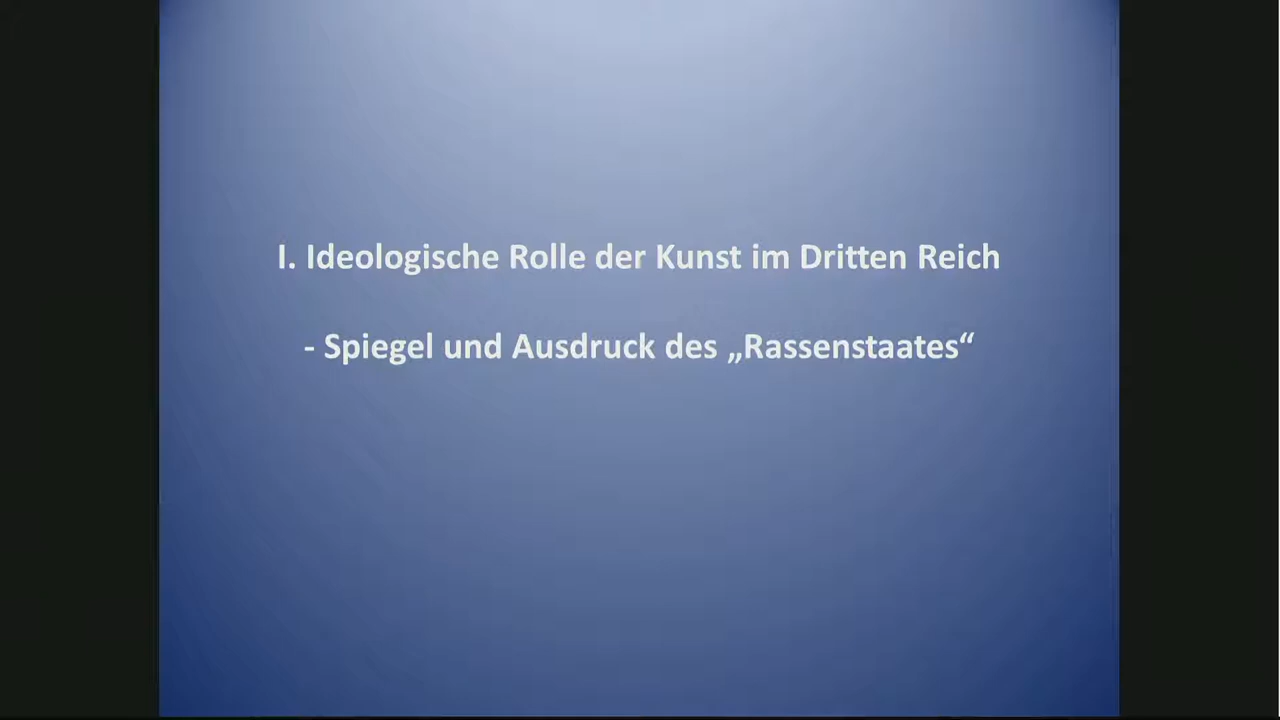 I. Ideologische Rolle der Kunst im Dritten Reich
- Spiegel und Ausdruck des „Rassenstaates“